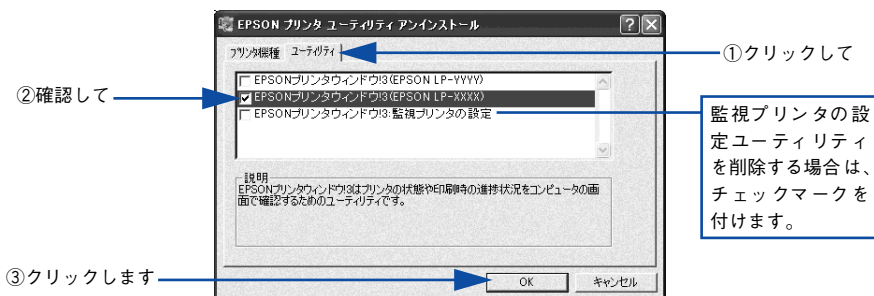 EPSON プリンタ ユーティリティ アンインストール
プリンタ機種 ユーティリティ
①クリックして
EPSONプリンタウィンドウ!3(EPSON LP-YYYY)
②確認して
EPSONプリンタウィンドウ!3(EPSON LP-XXXX)
EPSONプリンタウィンドウ!3:監視プリンタの設定
監視プリンタの設
定ユーティリティ
を削除する場合は、
チェックマークを
付けます。
説明
EPSONプリンタウィンドウ!3はプリンタの状態や印刷時の進捗状況をコンピュータの画
面で確認するためのユーティリティです。
③クリックします
OK キャンセル